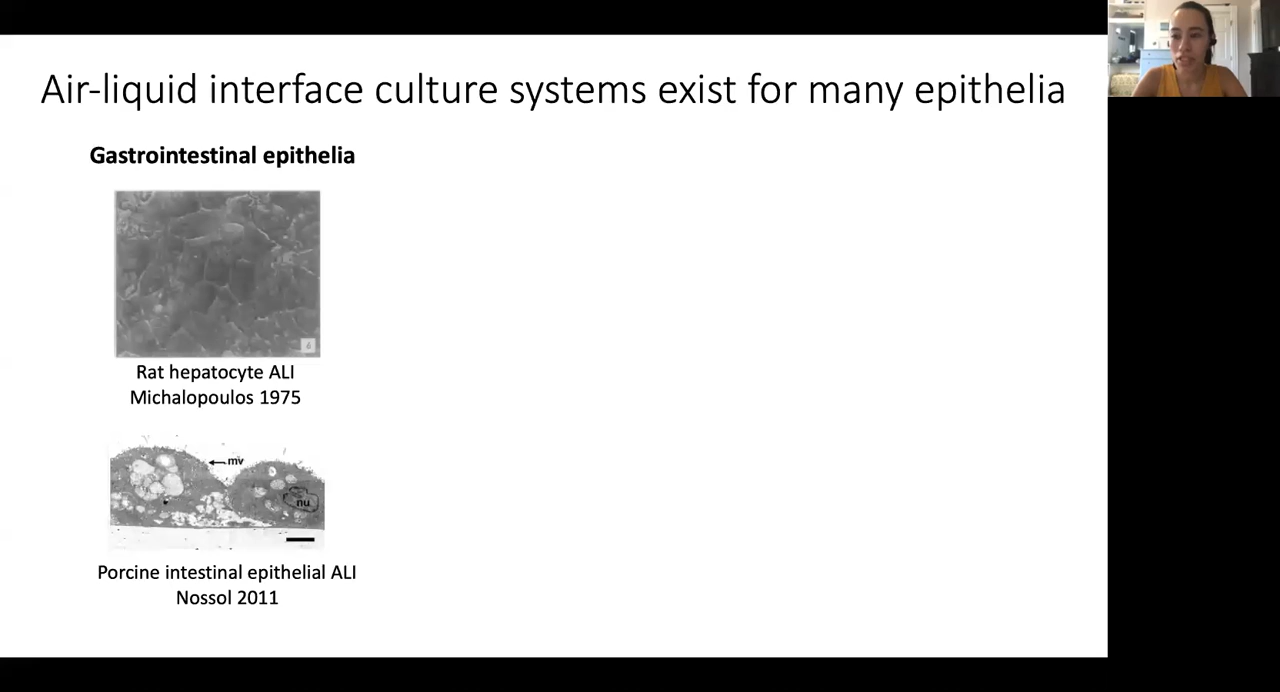 Air-liquid interface culture systems exist for many epithelia
Gastrointestinal epithelia
Rat hepatocyte ALI
Michalopoulos 1975
mv
nu
Porcine intestinal epithelial ALI
Nossol 2011